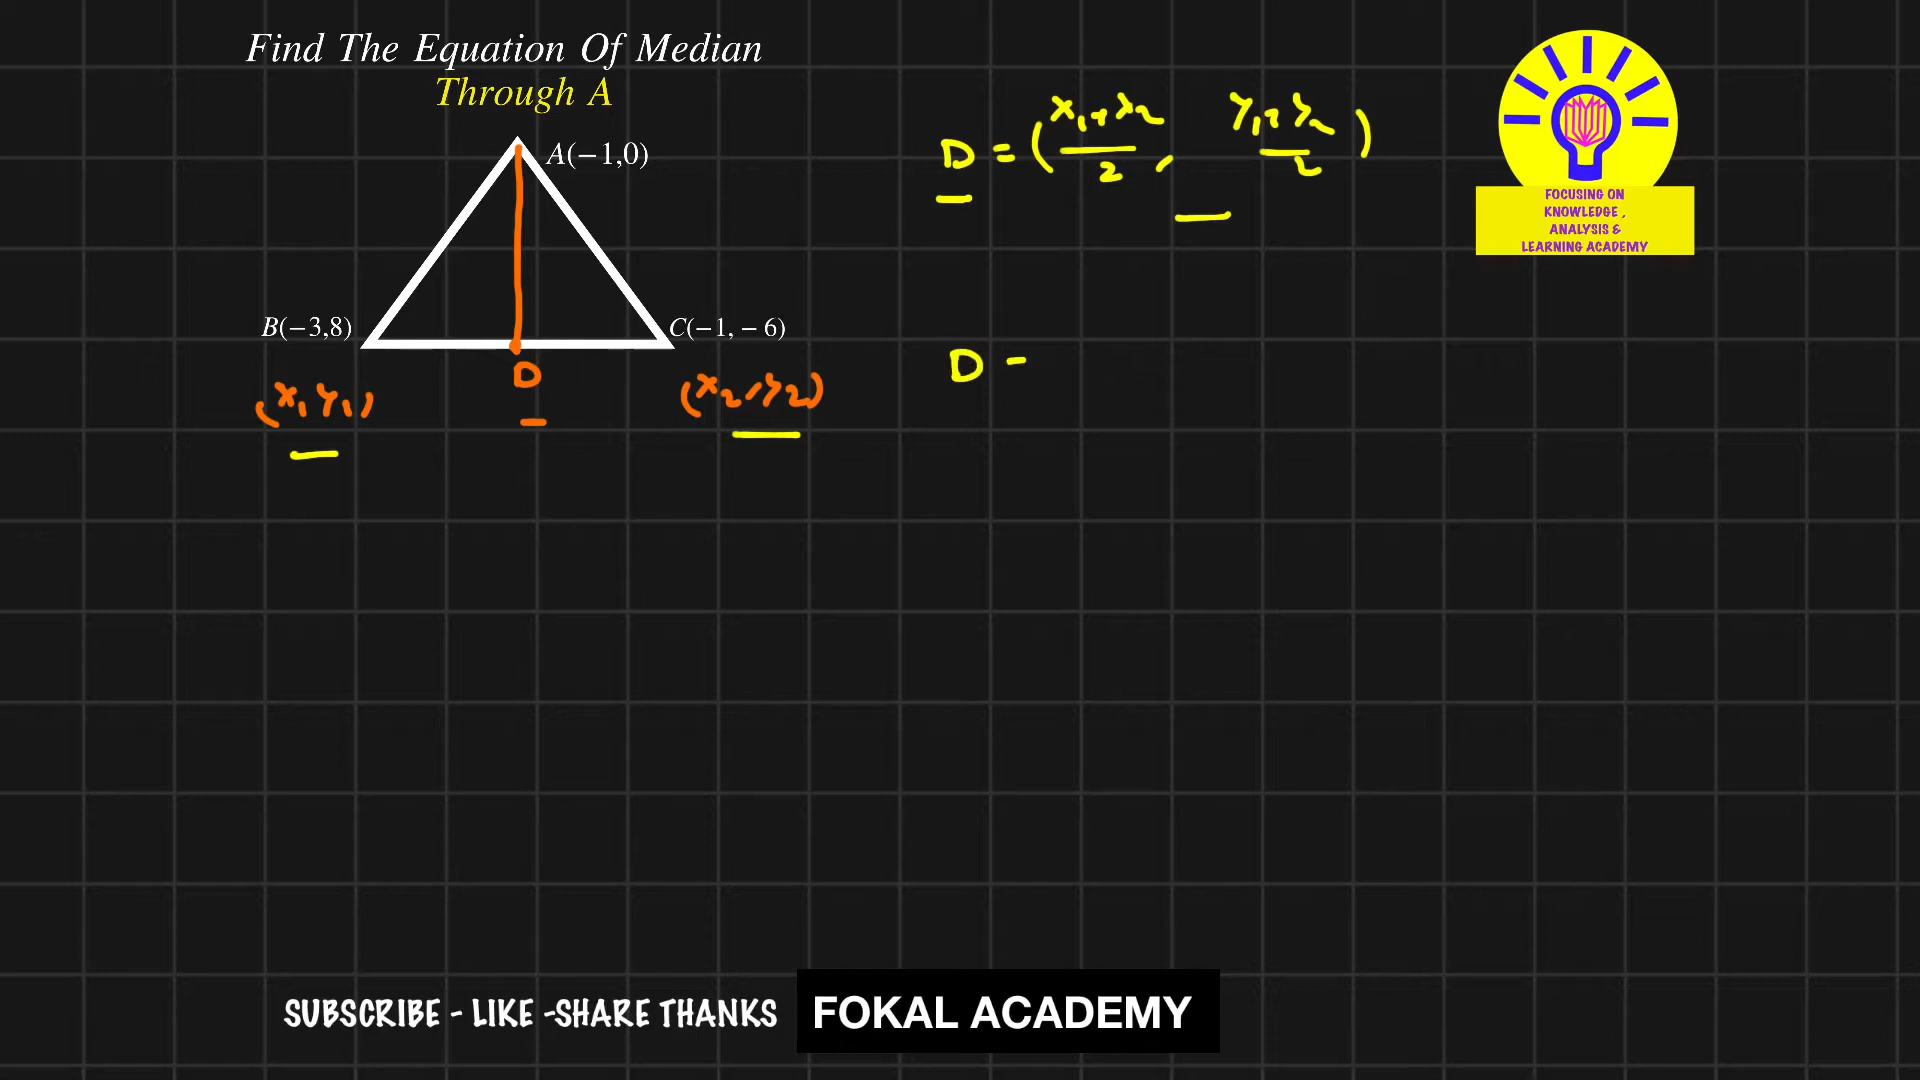 Find The Equation Of Median
Through A
A(−1,0)
B(−3,8)
C(−1, − 6)
D
(x₁ y₁)
(x₂, y₂)
D = (x₁+x₂/2, y₁+y₂/2)
D -
FOCUSING ON
KNOWLEDGE ,
ANALYSIS &
LEARNING ACADEMY
SUBSCRIBE - LIKE -SHARE THANKS
FOKAL ACADEMY